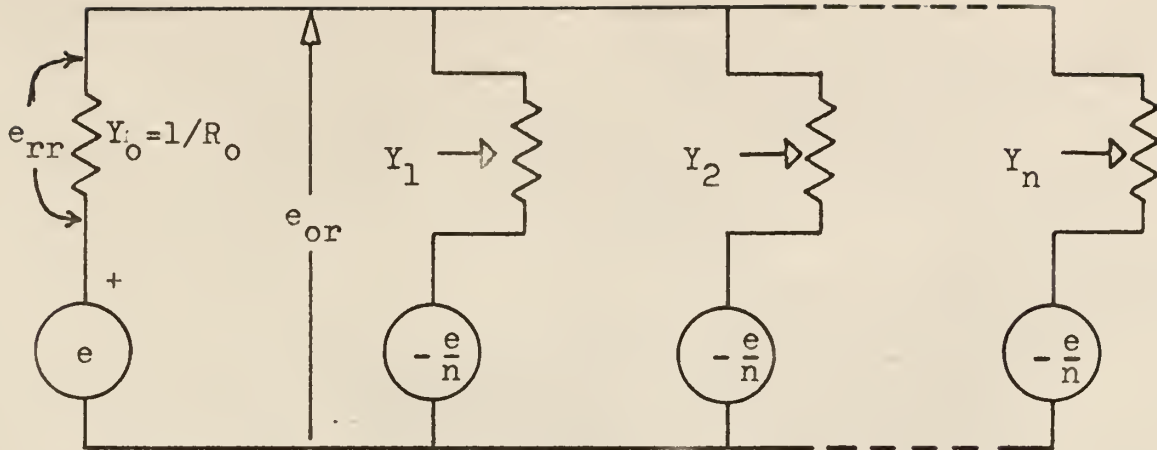 e_rr
Y_o=1/R_o
e_or
Y_1
Y_2
Y_n
+
e
- e/n
- e/n
- e/n